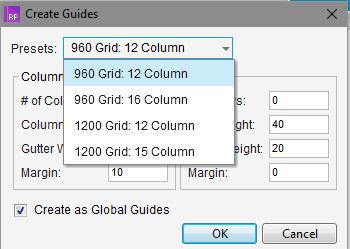 RP Create Guides
Presets: 960 Grid: 12 Column
960 Grid: 12 Column
960 Grid: 16 Column
1200 Grid: 12 Column
1200 Grid: 15 Column
Colum
# of Col s: 0
Column ight: 40
Gutter W eight: 20
Margin: 10 Margin: 0
Create as Global Guides
OK Cancel